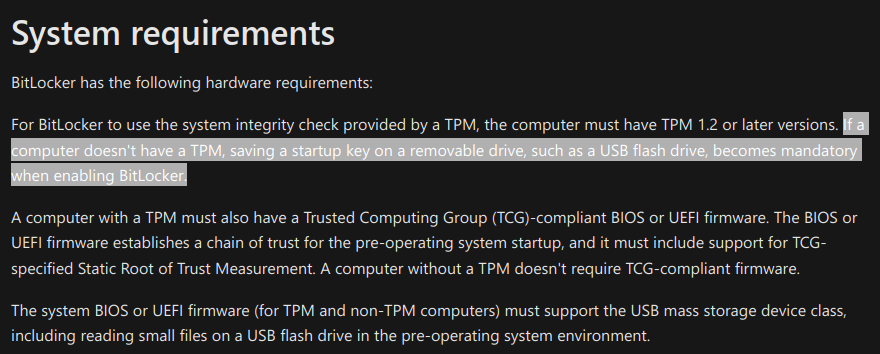 System requirements
BitLocker has the following hardware requirements:
For BitLocker to use the system integrity check provided by a TPM, the computer must have TPM 1.2 or later versions. If a
computer doesn't have a TPM, saving a startup key on a removable drive, such as a USB flash drive, becomes mandatory
when enabling BitLocker.
A computer with a TPM must also have a Trusted Computing Group (TCG)-compliant BIOS or UEFI firmware. The BIOS or
UEFI firmware establishes a chain of trust for the pre-operating system startup, and it must include support for TCG-
specified Static Root of Trust Measurement. A computer without a TPM doesn't require TCG-compliant firmware.
The system BIOS or UEFI firmware (for TPM and non-TPM computers) must support the USB mass storage device class,
including reading small files on a USB flash drive in the pre-operating system environment.